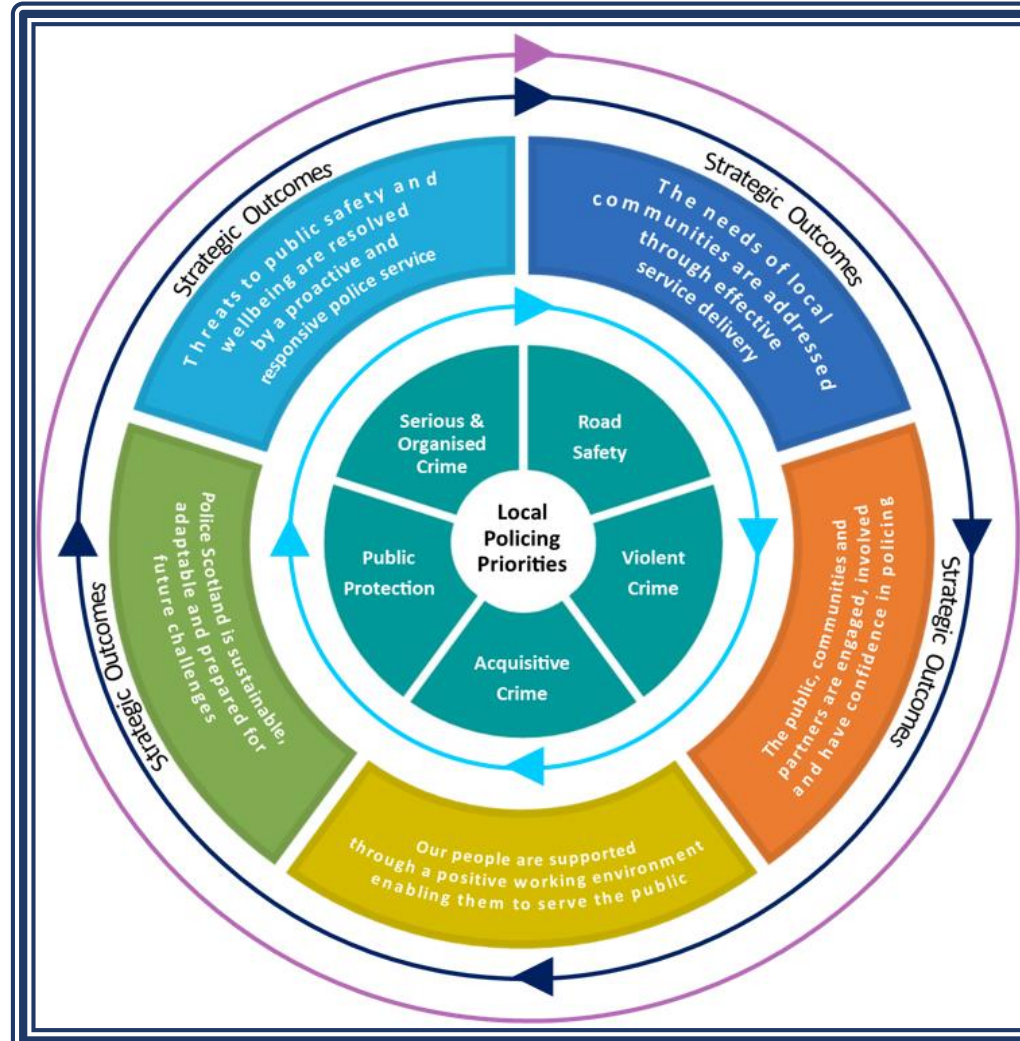 Strategic Outcomes
Threats to public safety and
wellbeing are resolved
by a proactive and
responsive police service
Strategic Outcomes
The needs of local
communities are addressed
through effective
service delivery
Strategic Outcomes
The public, communities and
partners are engaged, involved
and have confidence in policing
Our people are supported
through a positive working environment
enabling them to serve the public
Strategic Outcomes
Police Scotland is sustainable,
adaptable and prepared for
future challenges
Serious &
Organised
Crime
Road
Safety
Violent
Crime
Acquisitive
Crime
Public
Protection
Local
Policing
Priorities